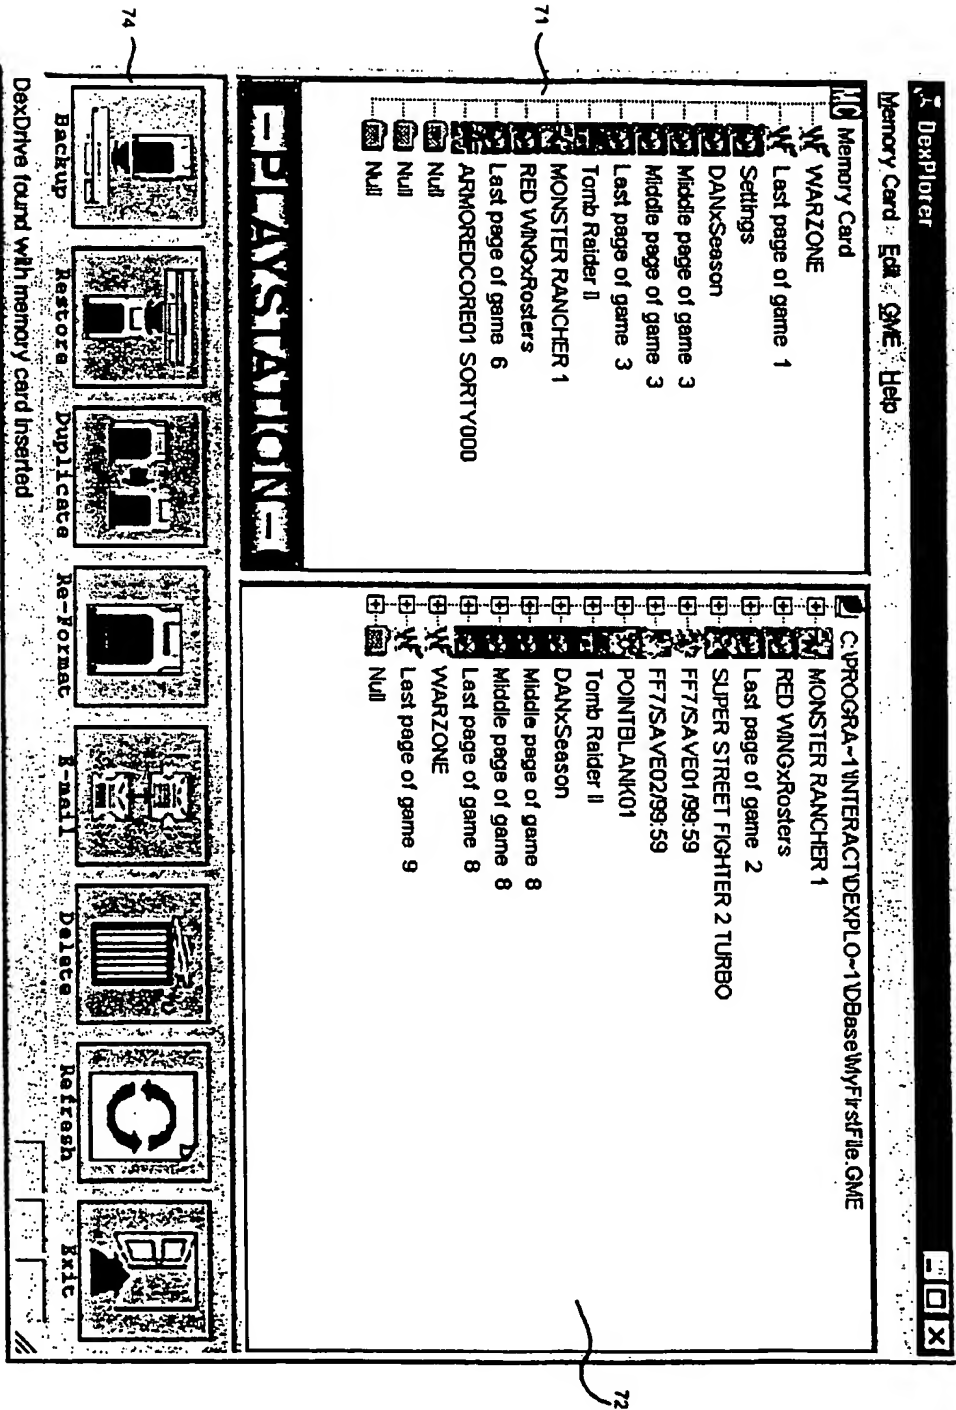 DexPlorer
Memory Card Edit GME Help
MC Memory Card
WARZONE
Last page of game 1
Settings
DANxSeason
Middle page of game 3
Middle page of game 3
Last page of game 3
Tomb Raider II
MONSTER RANCHER 1
RED WINGxRosters
Last page of game 6
ARMOREDCORE01 SORTY000
Null
Null
Null
PLAYSTATION
71
C:\PROGRA~1\INTERACT\DEXPLO~1\DBase\MyFirstFile.GME
MONSTER RANCHER 1
RED WINGxRosters
Last page of game 2
SUPER STREET FIGHTER 2 TURBO
FF7/SAVE01/99:59
FF7/SAVE02/99:59
POINTBLANK01
Tomb Raider II
DANxSeason
Middle page of game 8
Middle page of game 8
Last page of game 8
WARZONE
Last page of game 9
Null
72
74
Backup
Restore
Duplicate
Re-Format
E-mail
Delete
Refresh
Exit
DexDrive found with memory card inserted